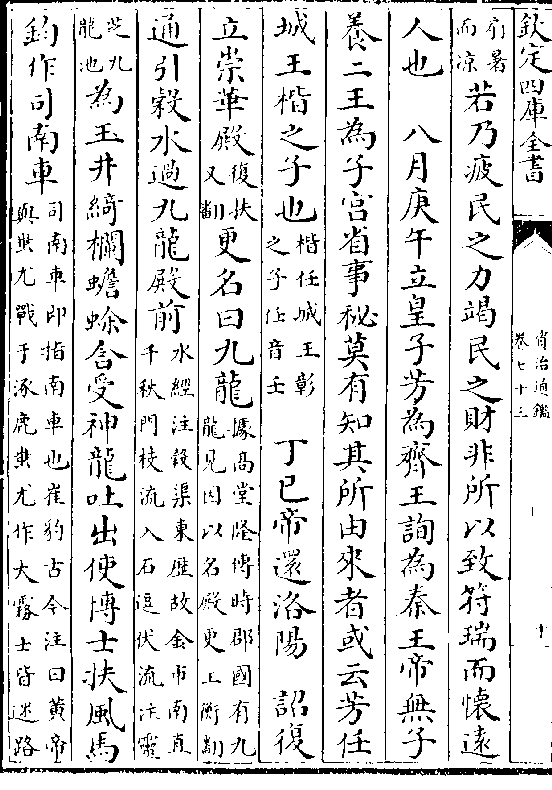 欽定四庫全書
資治通鑑
卷七十三
十
而涼
若乃疲民之力竭民之財非所以致符瑞而懷遠
人也　八月庚午立皇子芳為齊王詢為秦王帝無子
養二王為子宮省事秘莫有知其所由來者或云芳任
城王楷之子也楷任城王彰之子任音壬　丁巳帝還洛陽　詔復
立崇華殿復扶又翻更名曰九龍據高堂隆傳時郡國有九龍見因以名殿更工衡翻
通引縠水過九龍殿前水經注縠渠東歷故金市南直千秋門枝流入石逗伏流注靈芝九龍池
為玉井綺欄蟾蜍含受神龍吐出使博士扶風馬
鈞作司南車司南車即指南車也崔豹古今注曰黄帝與蚩尤戰于涿鹿蚩尤作大霧士皆迷路